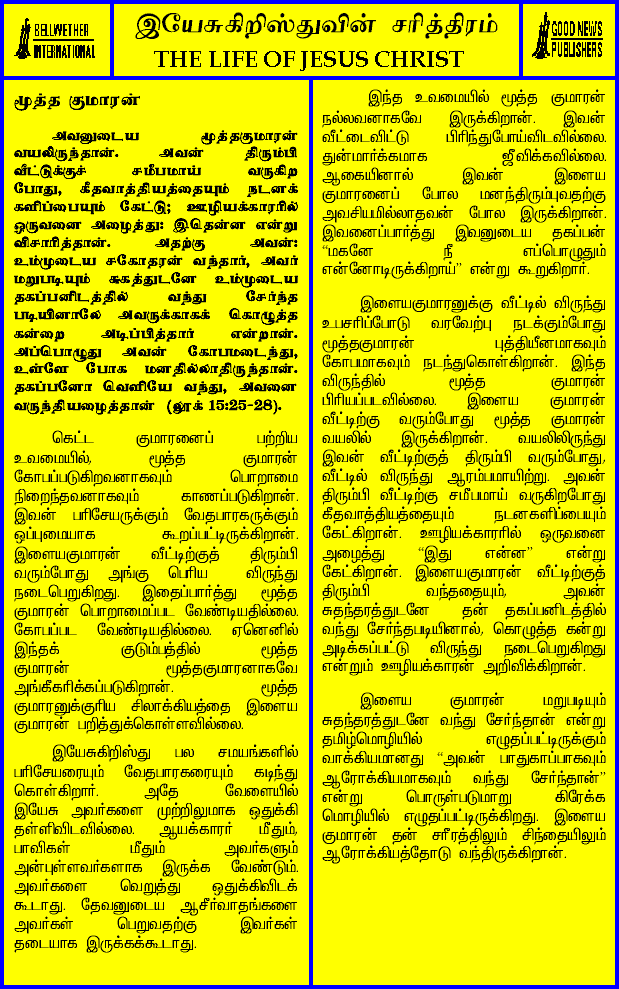 BELLWETHER
INTERNATIONAL
இயேசுகிறிஸ்துவின் சரித்திரம்
THE LIFE OF JESUS CHRIST
GOOD NEWS
PUBLISHERS
மூத்த குமாரன்
அவனுடைய மூத்தகுமாரன்
வயலிருந்தான். அவன் திரும்பி
வீட்டுக்குச் சமீபமாய் வருகிற
போது, கீதவாத்தியத்தையும் நடனக்
களிப்பையும் கேட்டு; ஊழியக்காரரில்
ஒருவனை அழைத்து: இதென்ன என்று
விசாரித்தான். அதற்கு அவன்:
உம்முடைய சகோதரன் வந்தார், அவர்
மறுபடியும் சுகத்துடனே உம்முடைய
தகப்பனிடத்தில் வந்து சேர்ந்த
படியினாலே அவருக்காகக் கொழுத்த
கன்றை அடிப்பித்தார் என்றான்.
அப்பொழுது அவன் கோபமடைந்து,
உள்ளே போக மனதில்லாதிருந்தான்.
தகப்பனோ வெளியே வந்து, அவனை
வருந்தியழைத்தான் (லூக் 15:25-28).
கெட்ட குமாரனைப் பற்றிய
உவமையில், மூத்த குமாரன்
கோபப்படுகிறவனாகவும் பொறாமை
நிறைந்தவனாகவும் காணப்படுகிறான்.
இவன் பரிசேயருக்கும் வேதபாரகருக்கும்
ஒப்புமையாக கூறப்பட்டிருக்கிறான்.
இளையகுமாரன் வீட்டிற்குத் திரும்பி
வரும்போது அங்கு பெரிய விருந்து
நடைபெறுகிறது. இதைப்பார்த்து மூத்த
குமாரன் பொறாமைப்பட வேண்டியதில்லை.
கோபப்பட வேண்டியதில்லை. ஏனெனில்
இந்தக் குடும்பத்தில் மூத்த
குமாரன் மூத்தகுமாரனாகவே
அங்கீகரிக்கப்படுகிறான். மூத்த
குமாரனுக்குரிய சிலாக்கியத்தை இளைய
குமாரன் பறித்துக்கொள்ளவில்லை.
இயேசுகிறிஸ்து பல சமயங்களில்
பரிசேயரையும் வேதபாரகரையும் கடிந்து
கொள்கிறார். அதே வேளையில்
இயேசு அவர்களை முற்றிலுமாக ஒதுக்கி
தள்ளிவிடவில்லை. ஆயக்காரர் மீதும்,
பாவிகள் மீதும் அவர்களும்
அன்புள்ளவர்களாக இருக்க வேண்டும்.
அவர்களை வெறுத்து ஒதுக்கிவிடக்
கூடாது. தேவனுடைய ஆசீர்வாதங்களை
அவர்கள் பெறுவதற்கு இவர்கள்
தடையாக இருக்கக்கூடாது.
இந்த உவமையில் மூத்த குமாரன்
நல்லவனாகவே இருக்கிறான். இவன்
வீட்டைவிட்டு பிரிந்துபோய்விடவில்லை.
துன்மார்க்கமாக ஜீவிக்கவில்லை.
ஆகையினால் இவன் இளைய
குமாரனைப் போல மனந்திரும்புவதற்கு
அவசியமில்லாதவன் போல இருக்கிறான்.
இவனைப்பார்த்து இவனுடைய தகப்பன்
"மகனே நீ எப்பொழுதும்
என்னோடிருக்கிறாய்" என்று கூறுகிறார்.
இளையகுமாரனுக்கு வீட்டில் விருந்து
உபசரிப்போடு வரவேற்பு நடக்கும்போது
மூத்தகுமாரன் புத்தியீனமாகவும்
கோபமாகவும் நடந்துகொள்கிறான். இந்த
விருந்தில் மூத்த குமாரன்
பிரியப்படவில்லை. இளைய குமாரன்
வீட்டிற்கு வரும்போது மூத்த குமாரன்
வயலில் இருக்கிறான். வயலிலிருந்து
இவன் வீட்டிற்குத் திரும்பி வரும்போது,
வீட்டில் விருந்து ஆரம்பமாயிற்று. அவன்
திரும்பி வீட்டிற்கு சமீபமாய் வருகிறபோது
கீதவாத்தியத்தையும் நடனகளிப்பையும்
கேட்கிறான். ஊழியக்காரரில் ஒருவனை
அழைத்து "இது என்ன" என்று
கேட்கிறான். இளையகுமாரன் வீட்டிற்குத்
திரும்பி வந்ததையும், அவன்
சுதந்தரத்துடனே தன் தகப்பனிடத்தில்
வந்து சேர்ந்தபடியினால், கொழுத்த கன்று
அடிக்கப்பட்டு விருந்து நடைபெறுகிறது
என்றும் ஊழியக்காரன் அறிவிக்கிறான்.
இளைய குமாரன் மறுபடியும்
சுதந்தரத்துடனே வந்து சேர்ந்தான் என்று
தமிழ்மொழியில் எழுதப்பட்டிருக்கும்
வாக்கியமானது "அவன் பாதுகாப்பாகவும்
ஆரோக்கியமாகவும் வந்து சேர்ந்தான்"
என்று பொருள்படுமாறு கிரேக்க
மொழியில் எழுதப்பட்டிருக்கிறது. இளைய
குமாரன் தன் சரீரத்திலும் சிந்தையிலும்
ஆரோக்கியத்தோடு வந்திருக்கிறான்.